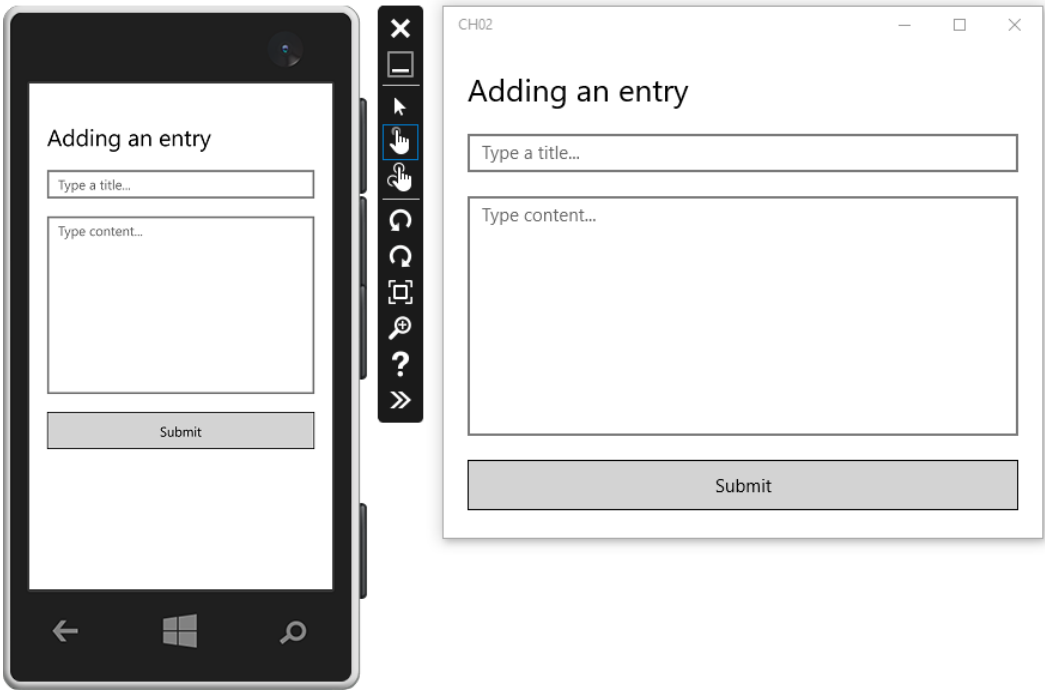 Adding an entry
Type a title...
Type content...
Submit
?
CH02
Adding an entry
Type a title...
Type content...
Submit